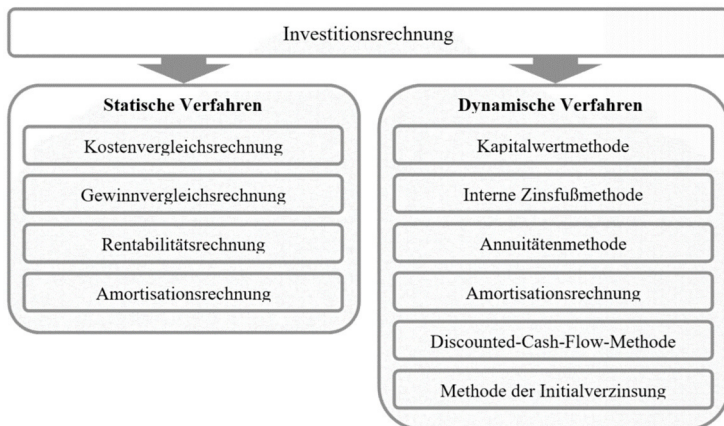 Investitionsrechnung
Statische Verfahren
Kostenvergleichsrechnung
Gewinnvergleichsrechnung
Rentabilitätsrechnung
Amortisationsrechnung
Dynamische Verfahren
Kapitalwertmethode
Interne Zinsfußmethode
Annuitätenmethode
Amortisationsrechnung
Discounted-Cash-Flow-Methode
Methode der Initialverzinsung